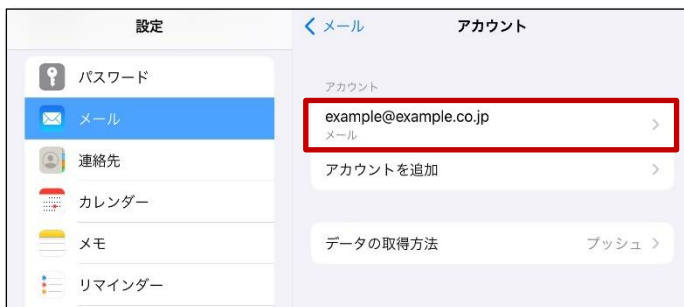 設定
パスワード
メール
連絡先
カレンダー
メモ
リマインダー
メール
アカウント
アカウント
example@example.co.jp
メール
アカウントを追加
データの取得方法 プッシュ